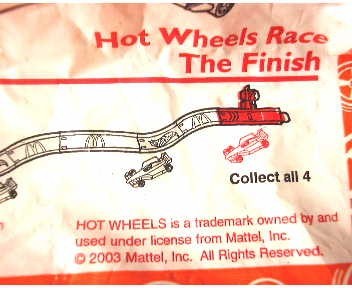 Hot Wheels Race
The Finish
Collect all 4
HOT WHEELS is a trademark owned by and
used under license from Mattel, Inc.
© 2003 Mattel, Inc. All Rights Reserved.